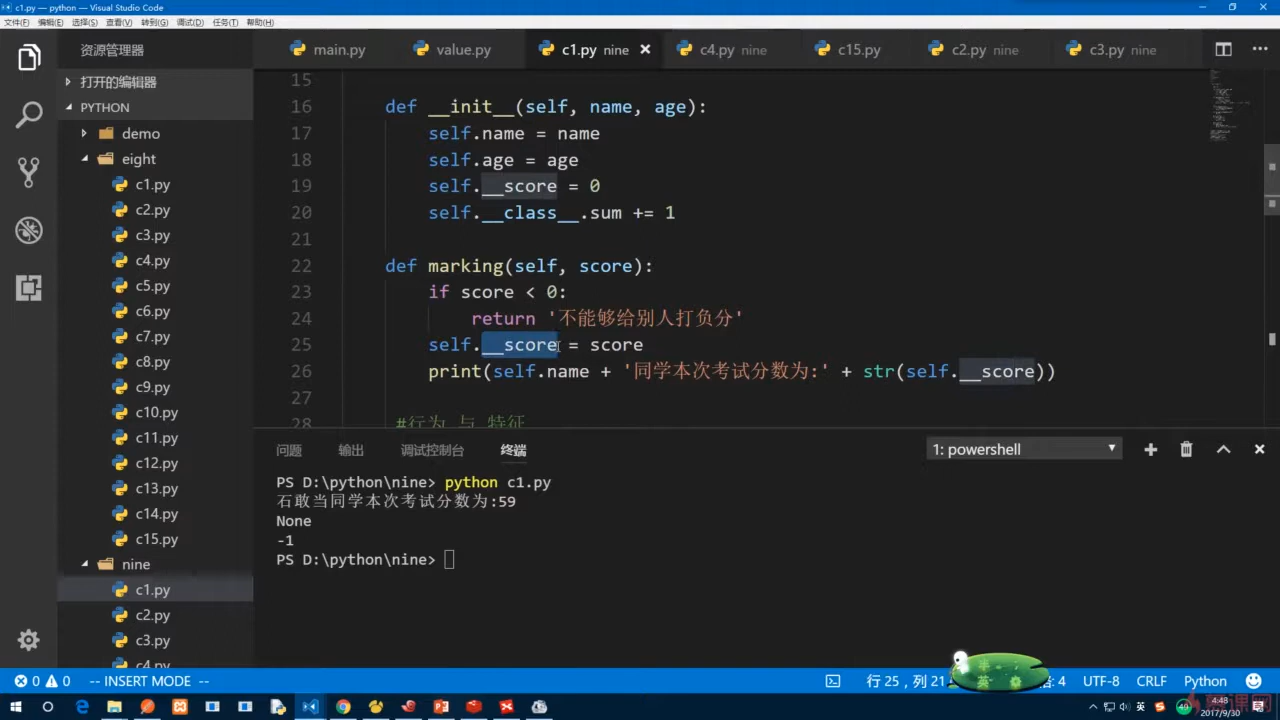 c1.py - python - Visual Studio Code
文件(F) 编辑(E) 选择(S) 查看(V) 转到(G) 调试(D) 任务(T) 帮助(H)
资源管理器
main.py value.py c1.py nine c4.py nine c15.py c2.py nine c3.py nine
打开的编辑器
PYTHON
demo
eight
c1.py
c2.py
c3.py
c4.py
c5.py
c6.py
c7.py
c8.py
c9.py
c10.py
c11.py
c12.py
c13.py
c14.py
c15.py
nine
c1.py
c2.py
c3.py
c4.py
15
16 def __init__(self, name, age):
17 self.name = name
18 self.age = age
19 self.__score = 0
20 self.__class__.sum += 1
21
22 def marking(self, score):
23 if score < 0:
24 return '不能够给别人打负分'
25 self.__score = score
26 print(self.name + '同学本次考试分数为:' + str(self.__score))
27
28 #行为 与 特征
问题 输出 调试控制台 终端 1: powershell
PS D:\python\nine> python c1.py
石敢当同学本次考试分数为:59
None
-1
PS D:\python\nine>
0 0 -- INSERT MODE -- 行 25，列 21 : 4 UTF-8 CRLF Python
半
英
4:48
2017/9/30